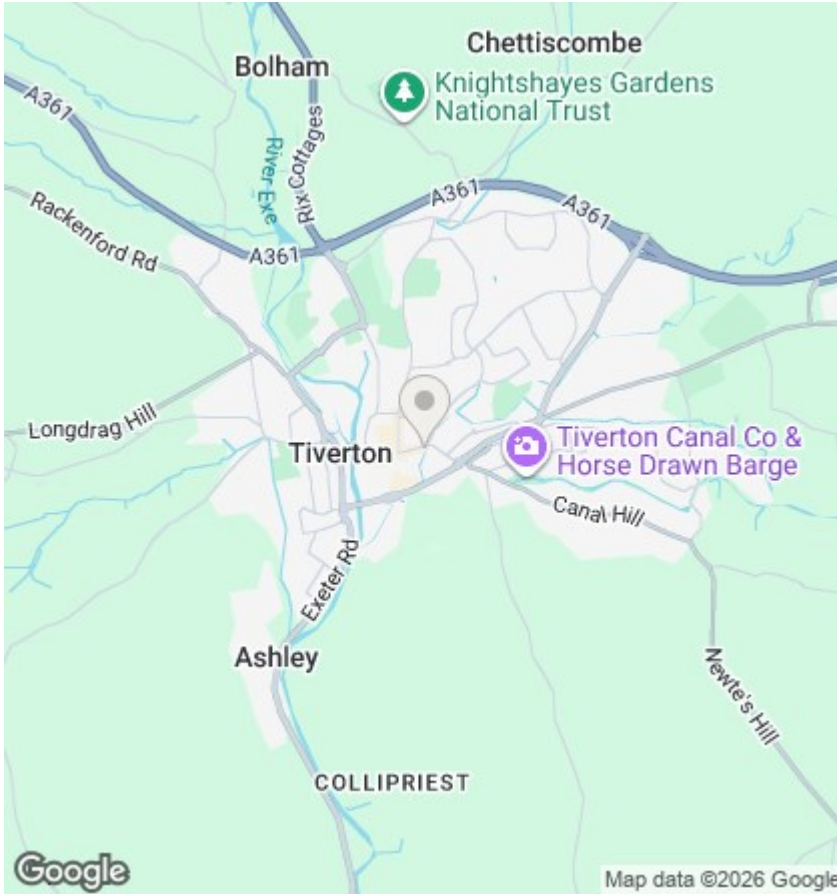 Chettiscombe
Bolham
Knightshayes Gardens
National Trust
A361
River Exe
Rix Cottages
A361
A361
Rackenford Rd
A361
Longdrag Hill
Tiverton
Tiverton Canal Co &
Horse Drawn Barge
Canal Hill
Exeter Rd
Ashley
Newte's Hill
COLLIPRIEST
Google
Map data ©2026 Google